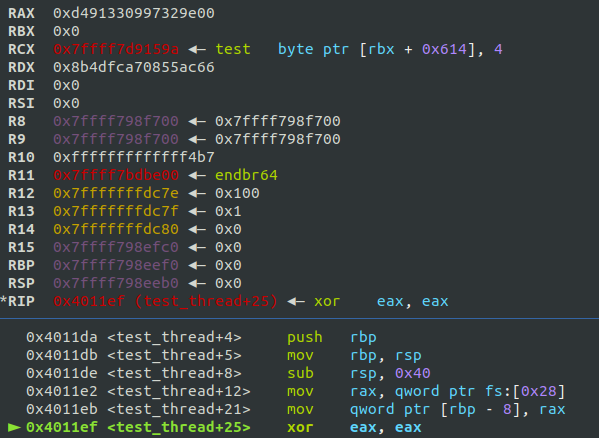 RAX 0xd491330997329e00
RBX 0x0
RCX 0x7ffff7d9159a ◂— test byte ptr [rbx + 0x614], 4
RDX 0x8b4dfca70855ac66
RDI 0x0
RSI 0x0
R8 0x7ffff798f700 ◂— 0x7ffff798f700
R9 0x7ffff798f700 ◂— 0x7ffff798f700
R10 0xfffffffffffff4b7
R11 0x7ffff7bdbe00 ◂— endbr64
R12 0x7fffffffdc7e ◂— 0x100
R13 0x7fffffffdc7f ◂— 0x1
R14 0x7fffffffdc80 ◂— 0x0
R15 0x7ffff798efc0 ◂— 0x0
RBP 0x7ffff798eef0 ◂— 0x0
RSP 0x7ffff798eeb0 ◂— 0x0
*RIP 0x4011ef (test_thread+25) ◂— xor eax, eax
0x4011da <test_thread+4> push rbp
0x4011db <test_thread+5> mov rbp, rsp
0x4011de <test_thread+8> sub rsp, 0x40
0x4011e2 <test_thread+12> mov rax, qword ptr fs:[0x28]
0x4011eb <test_thread+21> mov qword ptr [rbp - 8], rax
► 0x4011ef <test_thread+25> xor eax, eax